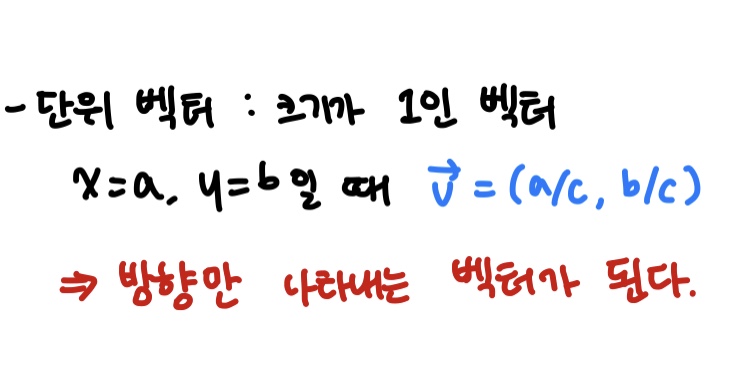 - 단위 벡터 : 크기가 1인 벡터
x=a, y=b일 때 v⃗ = (a/c, b/c)
⇒ 방향만 나타내는 벡터가 된다.